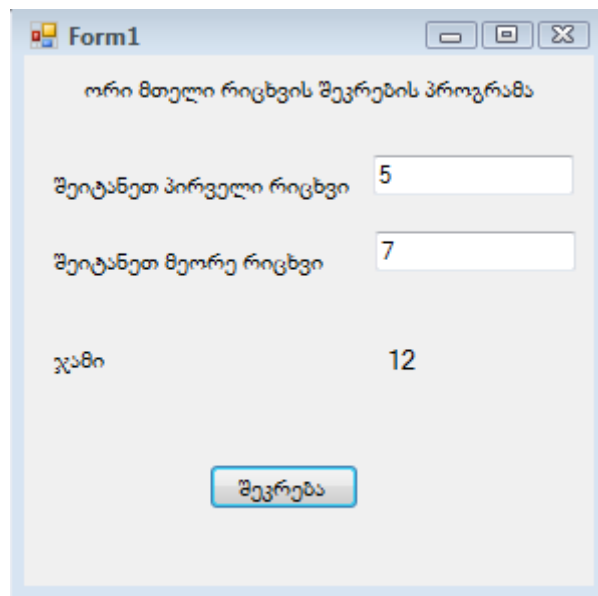 Form1
ორი მთელი რიცხვის შეკრების პროგრამა
შეიტანეთ პირველი რიცხვი 5
შეიტანეთ მეორე რიცხვი 7
ჯამი 12
შეკრება